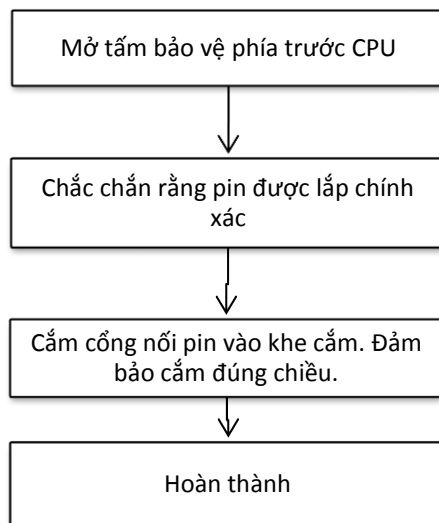 Mở tấm bảo vệ phía trước CPU
Chắc chắn rằng pin được lắp chính
xác
Cắm cổng nối pin vào khe cắm. Đảm
bảo cắm đúng chiều.
Hoàn thành